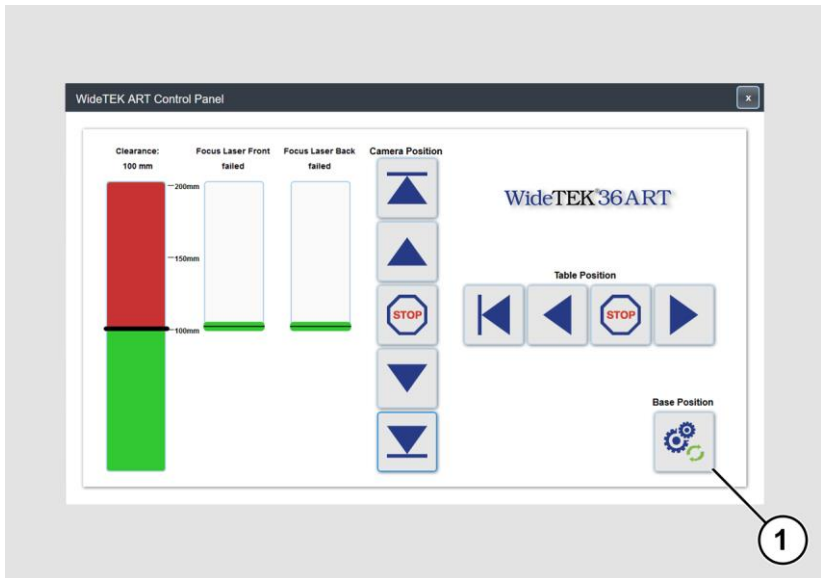 WideTEK ART Control Panel
x
Clearance:
100 mm
Focus Laser Front
failed
Focus Laser Back
failed
Camera Position
200mm
150mm
100mm
STOP
WideTEK®36ART
Table Position
STOP
Base Position
1